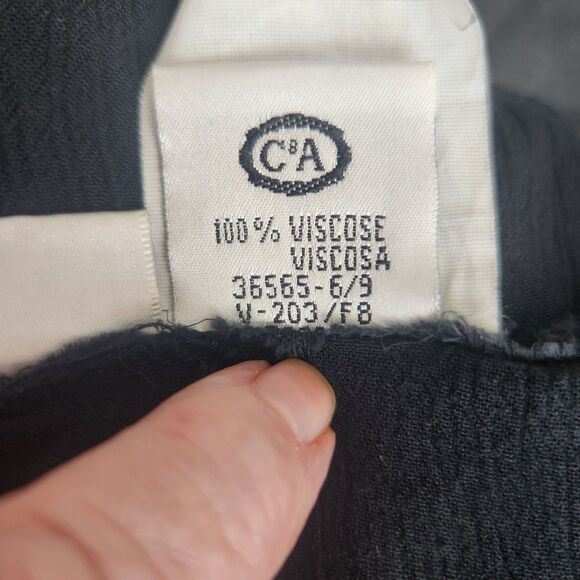 C&A
100% VISCOSE
VISCOSA
36565-6/9
V-203/F8